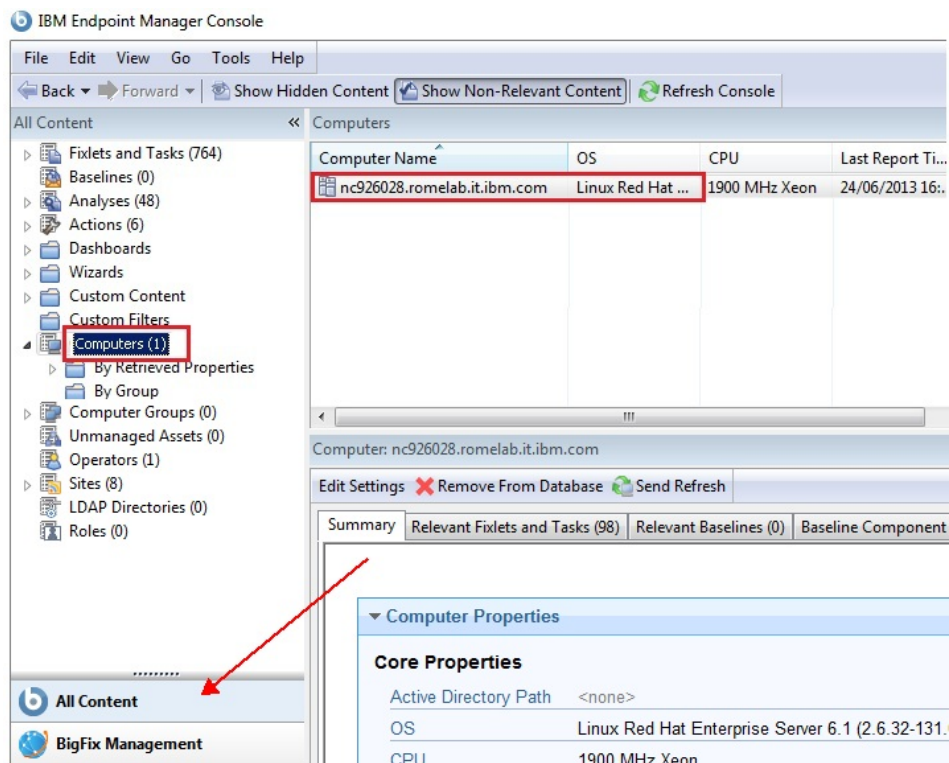 IBM Endpoint Manager Console
File Edit View Go Tools Help
Back Forward Show Hidden Content Show Non-Relevant Content Refresh Console
All Content
Fixlets and Tasks (764)
Baselines (0)
Analyses (48)
Actions (6)
Dashboards
Wizards
Custom Content
Custom Filters
Computers (1)
By Retrieved Properties
By Group
Computer Groups (0)
Unmanaged Assets (0)
Operators (1)
Sites (8)
LDAP Directories (0)
Roles (0)
All Content
BigFix Management
Computers
Computer Name OS CPU Last Report Ti...
nc926028.romelab.it.ibm.com Linux Red Hat ... 1900 MHz Xeon 24/06/2013 16:.
Computer: nc926028.romelab.it.ibm.com
Edit Settings Remove From Database Send Refresh
Summary Relevant Fixlets and Tasks (98) Relevant Baselines (0) Baseline Component
Computer Properties
Core Properties
Active Directory Path <none>
OS Linux Red Hat Enterprise Server 6.1 (2.6.32-131.
CPU 1900 MHz Xeon